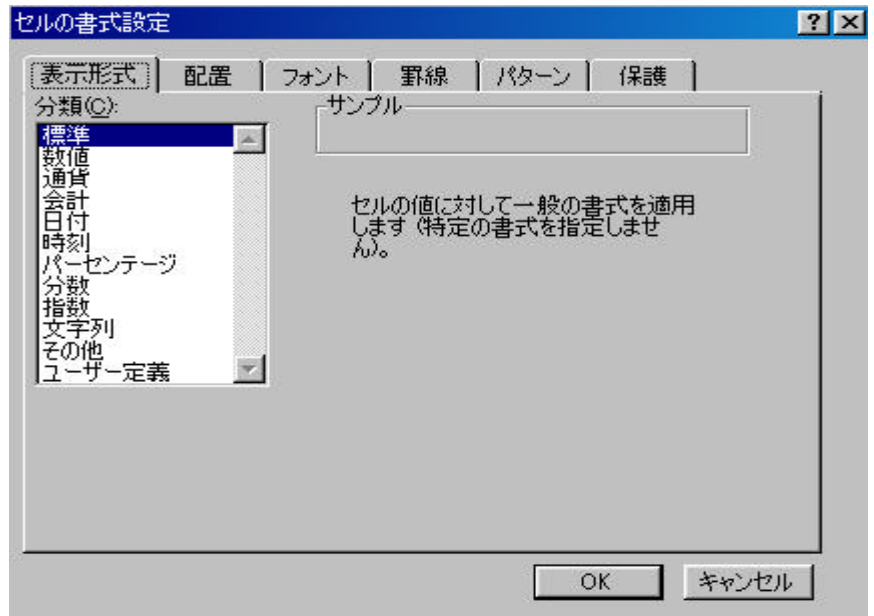 セルの書式設定
表示形式 配置 フォント 罫線 パターン 保護
分類(C):
標準
数値
通貨
会計
日付
時刻
パーセンテージ
分数
指数
文字列
その他
ユーザー定義
サンプル
セルの値に対して一般の書式を適用
します (特定の書式を指定しませ
ん)。
OK キャンセル